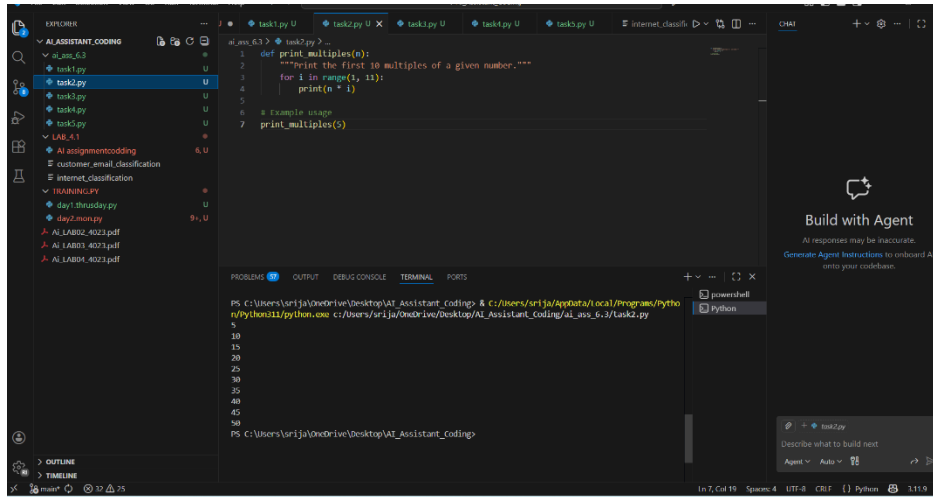 EXPLORER
AI_ASSISTANT_CODING
ai_ass_6.3
task1.py U
task2.py U
task3.py U
task4.py U
task5.py U
LAB_4.1
AI assignmentcodding 6, U
customer_email_classification
internet_classification
TRAINING.PY
day1.thrusday.py U
day2.mon.py 9+, U
Ai_LAB02_4023.pdf
Ai_LAB03_4023.pdf
Ai_LAB04_4023.pdf
OUTLINE
TIMELINE
task1.py U task2.py U X task3.py U task4.py U task5.py U internet_classific
ai_ass_6.3 > task2.py > ...
1 def print_multiples(n):
2 """Print the first 10 multiples of a given number."""
3 for i in range(1, 11):
4 print(n * i)
5
6 # Example usage
7 print_multiples(5)
PROBLEMS 57 OUTPUT DEBUG CONSOLE TERMINAL PORTS
PS C:\Users\srija\OneDrive\Desktop\AI_Assistant_Coding> & C:/Users/srija/AppData/Local/Programs/Pytho
n/Python311/python.exe c:/Users/srija/OneDrive/Desktop/AI_Assistant_Coding/ai_ass_6.3/task2.py
5
10
15
20
25
30
35
40
45
50
PS C:\Users\srija\OneDrive\Desktop\AI_Assistant_Coding>
powershell
Python
CHAT
Build with Agent
AI responses may be inaccurate.
Generate Agent Instructions to onboard A
onto your codebase.
task2.py
Describe what to build next
Agent Auto
main* 32 25
Ln 7, Col 19 Spaces: 4 UTF-8 CRLF {} Python 3.11.9